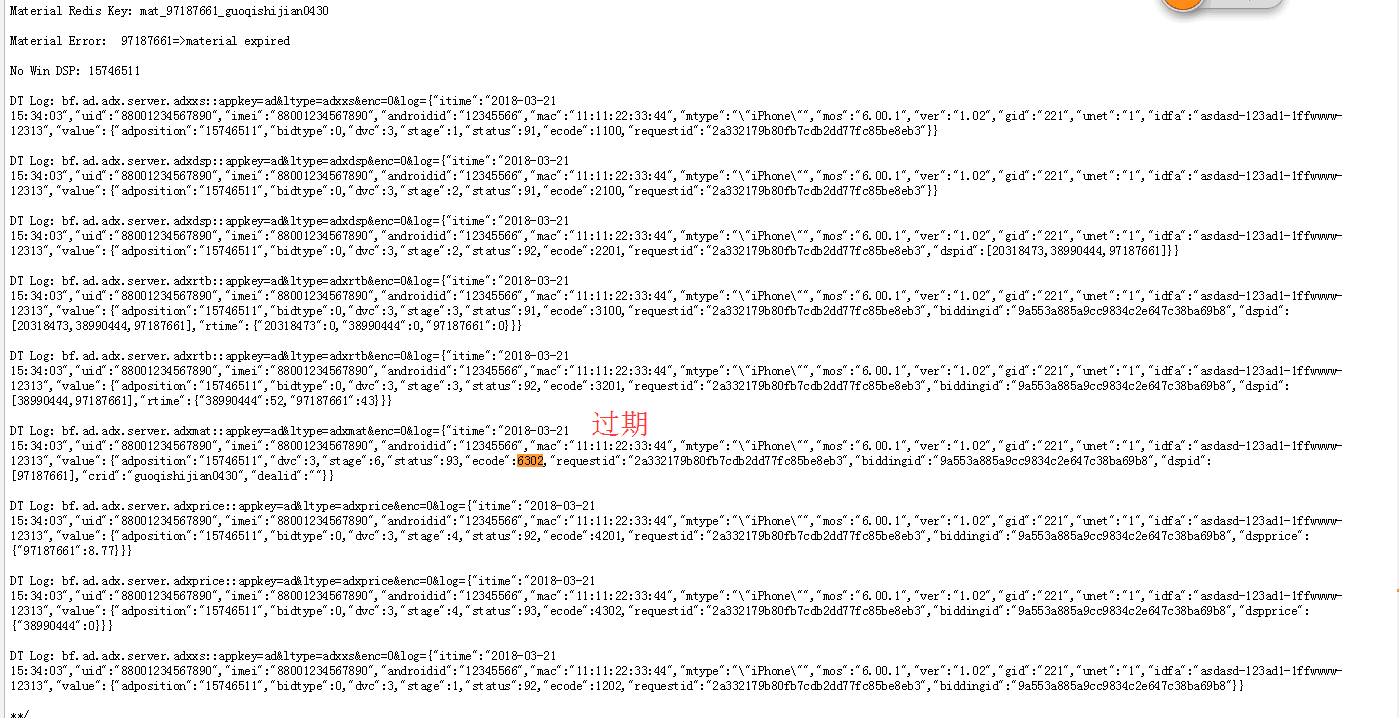 Material Redis Key: mat_97187661_guoqishijian0430
Material Error:  97187661=>material expired
No Win DSP: 15746511
DT Log: bf.ad.adx.server.adxxs::appkey=ad&ltype=adxxs&enc=0&log={"itime":"2018-03-21
15:34:03","uid":"88001234567890","imei":"88001234567890","androidid":"12345566","mac":"11:11:22:33:44","mtype":"\"iPhone\"","mos":"6.00.1","ver":"1.02","gid":"221","unet":"1","idfa":"asdasd-123ad1-1ffwwww-
12313","value":{"adposition":"15746511","bidtype":0,"dvc":3,"stage":1,"status":91,"ecode":1100,"requestid":"2a332179b80fb7cdb2dd77fc85be8eb3"}}
DT Log: bf.ad.adx.server.adxdsp::appkey=ad&ltype=adxdsp&enc=0&log={"itime":"2018-03-21
15:34:03","uid":"88001234567890","imei":"88001234567890","androidid":"12345566","mac":"11:11:22:33:44","mtype":"\"iPhone\"","mos":"6.00.1","ver":"1.02","gid":"221","unet":"1","idfa":"asdasd-123ad1-1ffwwww-
12313","value":{"adposition":"15746511","bidtype":0,"dvc":3,"stage":2,"status":91,"ecode":2100,"requestid":"2a332179b80fb7cdb2dd77fc85be8eb3"}}
DT Log: bf.ad.adx.server.adxdsp::appkey=ad&ltype=adxdsp&enc=0&log={"itime":"2018-03-21
15:34:03","uid":"88001234567890","imei":"88001234567890","androidid":"12345566","mac":"11:11:22:33:44","mtype":"\"iPhone\"","mos":"6.00.1","ver":"1.02","gid":"221","unet":"1","idfa":"asdasd-123ad1-1ffwwww-
12313","value":{"adposition":"15746511","bidtype":0,"dvc":3,"stage":2,"status":92,"ecode":2201,"requestid":"2a332179b80fb7cdb2dd77fc85be8eb3","dspid":[20318473,38990444,97187661]}}
DT Log: bf.ad.adx.server.adxrtb::appkey=ad&ltype=adxrtb&enc=0&log={"itime":"2018-03-21
15:34:03","uid":"88001234567890","imei":"88001234567890","androidid":"12345566","mac":"11:11:22:33:44","mtype":"\"iPhone\"","mos":"6.00.1","ver":"1.02","gid":"221","unet":"1","idfa":"asdasd-123ad1-1ffwwww-
12313","value":{"adposition":"15746511","bidtype":0,"dvc":3,"stage":3,"status":91,"ecode":3100,"requestid":"2a332179b80fb7cdb2dd77fc85be8eb3","biddingid":"9a553a885a9cc9834c2e647c38ba69b8","dspid":
[20318473,38990444,97187661],"rtime":{"20318473":0,"38990444":0,"97187661":0}}}
DT Log: bf.ad.adx.server.adxrtb::appkey=ad&ltype=adxrtb&enc=0&log={"itime":"2018-03-21
15:34:03","uid":"88001234567890","imei":"88001234567890","androidid":"12345566","mac":"11:11:22:33:44","mtype":"\"iPhone\"","mos":"6.00.1","ver":"1.02","gid":"221","unet":"1","idfa":"asdasd-123ad1-1ffwwww-
12313","value":{"adposition":"15746511","bidtype":0,"dvc":3,"stage":3,"status":92,"ecode":3201,"requestid":"2a332179b80fb7cdb2dd77fc85be8eb3","biddingid":"9a553a885a9cc9834c2e647c38ba69b8","dspid":
[38990444,97187661],"rtime":{"38990444":52,"97187661":43}}}
过期
DT Log: bf.ad.adx.server.adxmat::appkey=ad&ltype=adxmat&enc=0&log={"itime":"2018-03-21
15:34:03","uid":"88001234567890","imei":"88001234567890","androidid":"12345566","mac":"11:11:22:33:44","mtype":"\"iPhone\"","mos":"6.00.1","ver":"1.02","gid":"221","unet":"1","idfa":"asdasd-123ad1-1ffwwww-
12313","value":{"adposition":"15746511","dvc":3,"stage":6,"status":93,"ecode":6302,"requestid":"2a332179b80fb7cdb2dd77fc85be8eb3","biddingid":"9a553a885a9cc9834c2e647c38ba69b8","dspid":
[97187661],"crid":"guoqishijian0430","dealid":""}}
DT Log: bf.ad.adx.server.adxprice::appkey=ad&ltype=adxprice&enc=0&log={"itime":"2018-03-21
15:34:03","uid":"88001234567890","imei":"88001234567890","androidid":"12345566","mac":"11:11:22:33:44","mtype":"\"iPhone\"","mos":"6.00.1","ver":"1.02","gid":"221","unet":"1","idfa":"asdasd-123ad1-1ffwwww-
12313","value":{"adposition":"15746511","bidtype":0,"dvc":3,"stage":4,"status":92,"ecode":4201,"requestid":"2a332179b80fb7cdb2dd77fc85be8eb3","biddingid":"9a553a885a9cc9834c2e647c38ba69b8","dspprice":
{"97187661":8.77}}}
DT Log: bf.ad.adx.server.adxprice::appkey=ad&ltype=adxprice&enc=0&log={"itime":"2018-03-21
15:34:03","uid":"88001234567890","imei":"88001234567890","androidid":"12345566","mac":"11:11:22:33:44","mtype":"\"iPhone\"","mos":"6.00.1","ver":"1.02","gid":"221","unet":"1","idfa":"asdasd-123ad1-1ffwwww-
12313","value":{"adposition":"15746511","bidtype":0,"dvc":3,"stage":4,"status":93,"ecode":4302,"requestid":"2a332179b80fb7cdb2dd77fc85be8eb3","biddingid":"9a553a885a9cc9834c2e647c38ba69b8","dspprice":
{"38990444":0}}}
DT Log: bf.ad.adx.server.adxxs::appkey=ad&ltype=adxxs&enc=0&log={"itime":"2018-03-21
15:34:03","uid":"88001234567890","imei":"88001234567890","androidid":"12345566","mac":"11:11:22:33:44","mtype":"\"iPhone\"","mos":"6.00.1","ver":"1.02","gid":"221","unet":"1","idfa":"asdasd-123ad1-1ffwwww-
12313","value":{"adposition":"15746511","bidtype":0,"dvc":3,"stage":1,"status":92,"ecode":1202,"requestid":"2a332179b80fb7cdb2dd77fc85be8eb3","biddingid":"9a553a885a9cc9834c2e647c38ba69b8"}}
**/